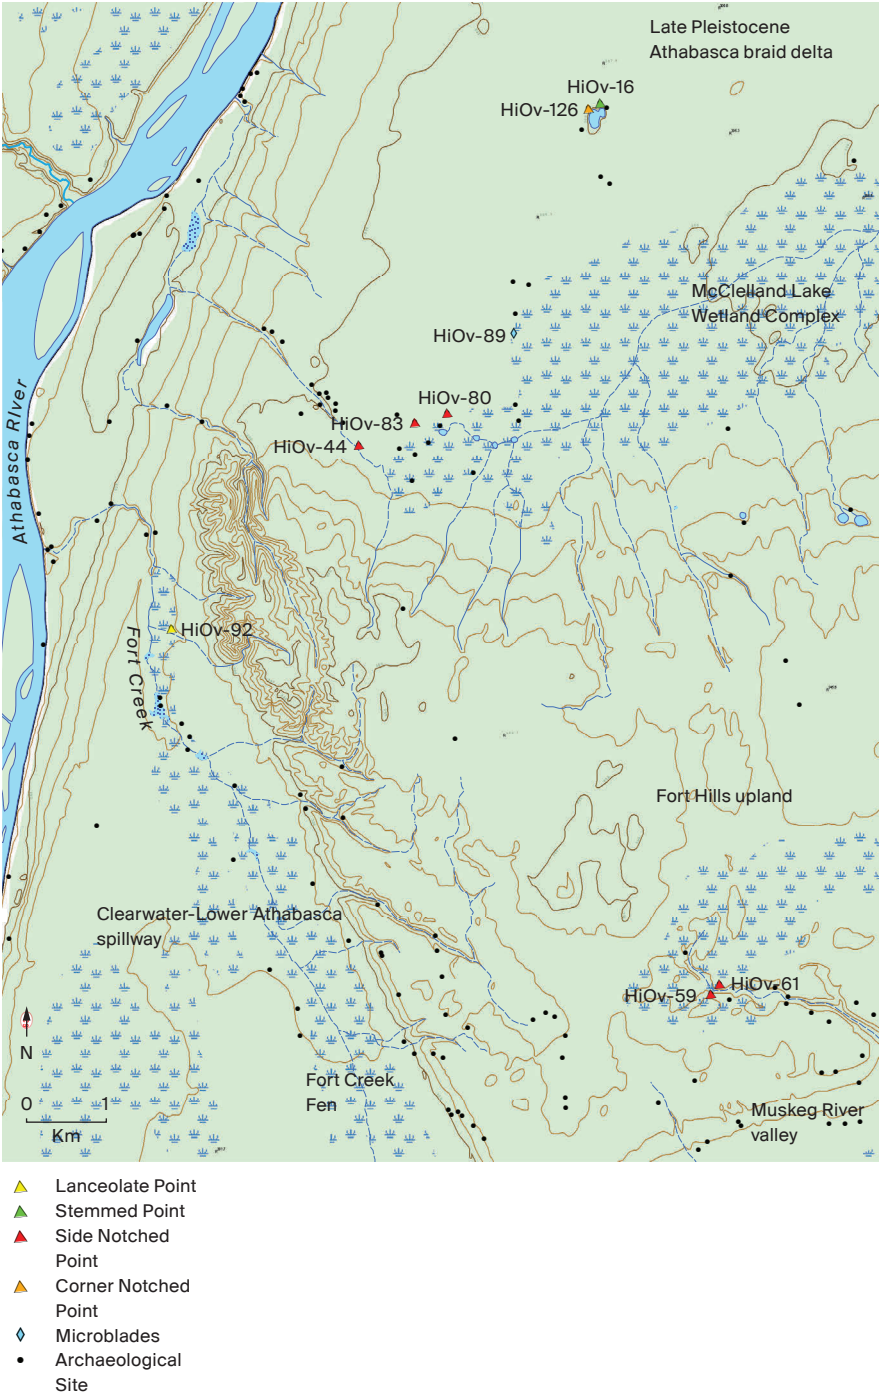 Late Pleistocene
Athabasca braid delta
HiOv-16
HiOv-126
McClelland Lake
Wetland Complex
HiOv-89
HiOv-80
HiOv-83
HiOv-44
Athabasca River
HiOv-92
Fort Creek
Fort Hills upland
Clearwater-Lower Athabasca
spillway
HiOv-61
HiOv-59
N
Fort Creek
Fen
0 1
Km
Muskeg River
valley
Lanceolate Point
Stemmed Point
Side Notched
Point
Corner Notched
Point
Microblades
Archaeological
Site